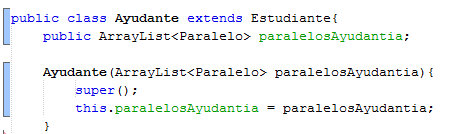 public class Ayudante extends Estudiante{
public ArrayList<Paralelo> paralelosAyudantia;
Ayudante(ArrayList<Paralelo> paralelosAyudantia){
super();
this.paralelosAyudantia = paralelosAyudantia;
}